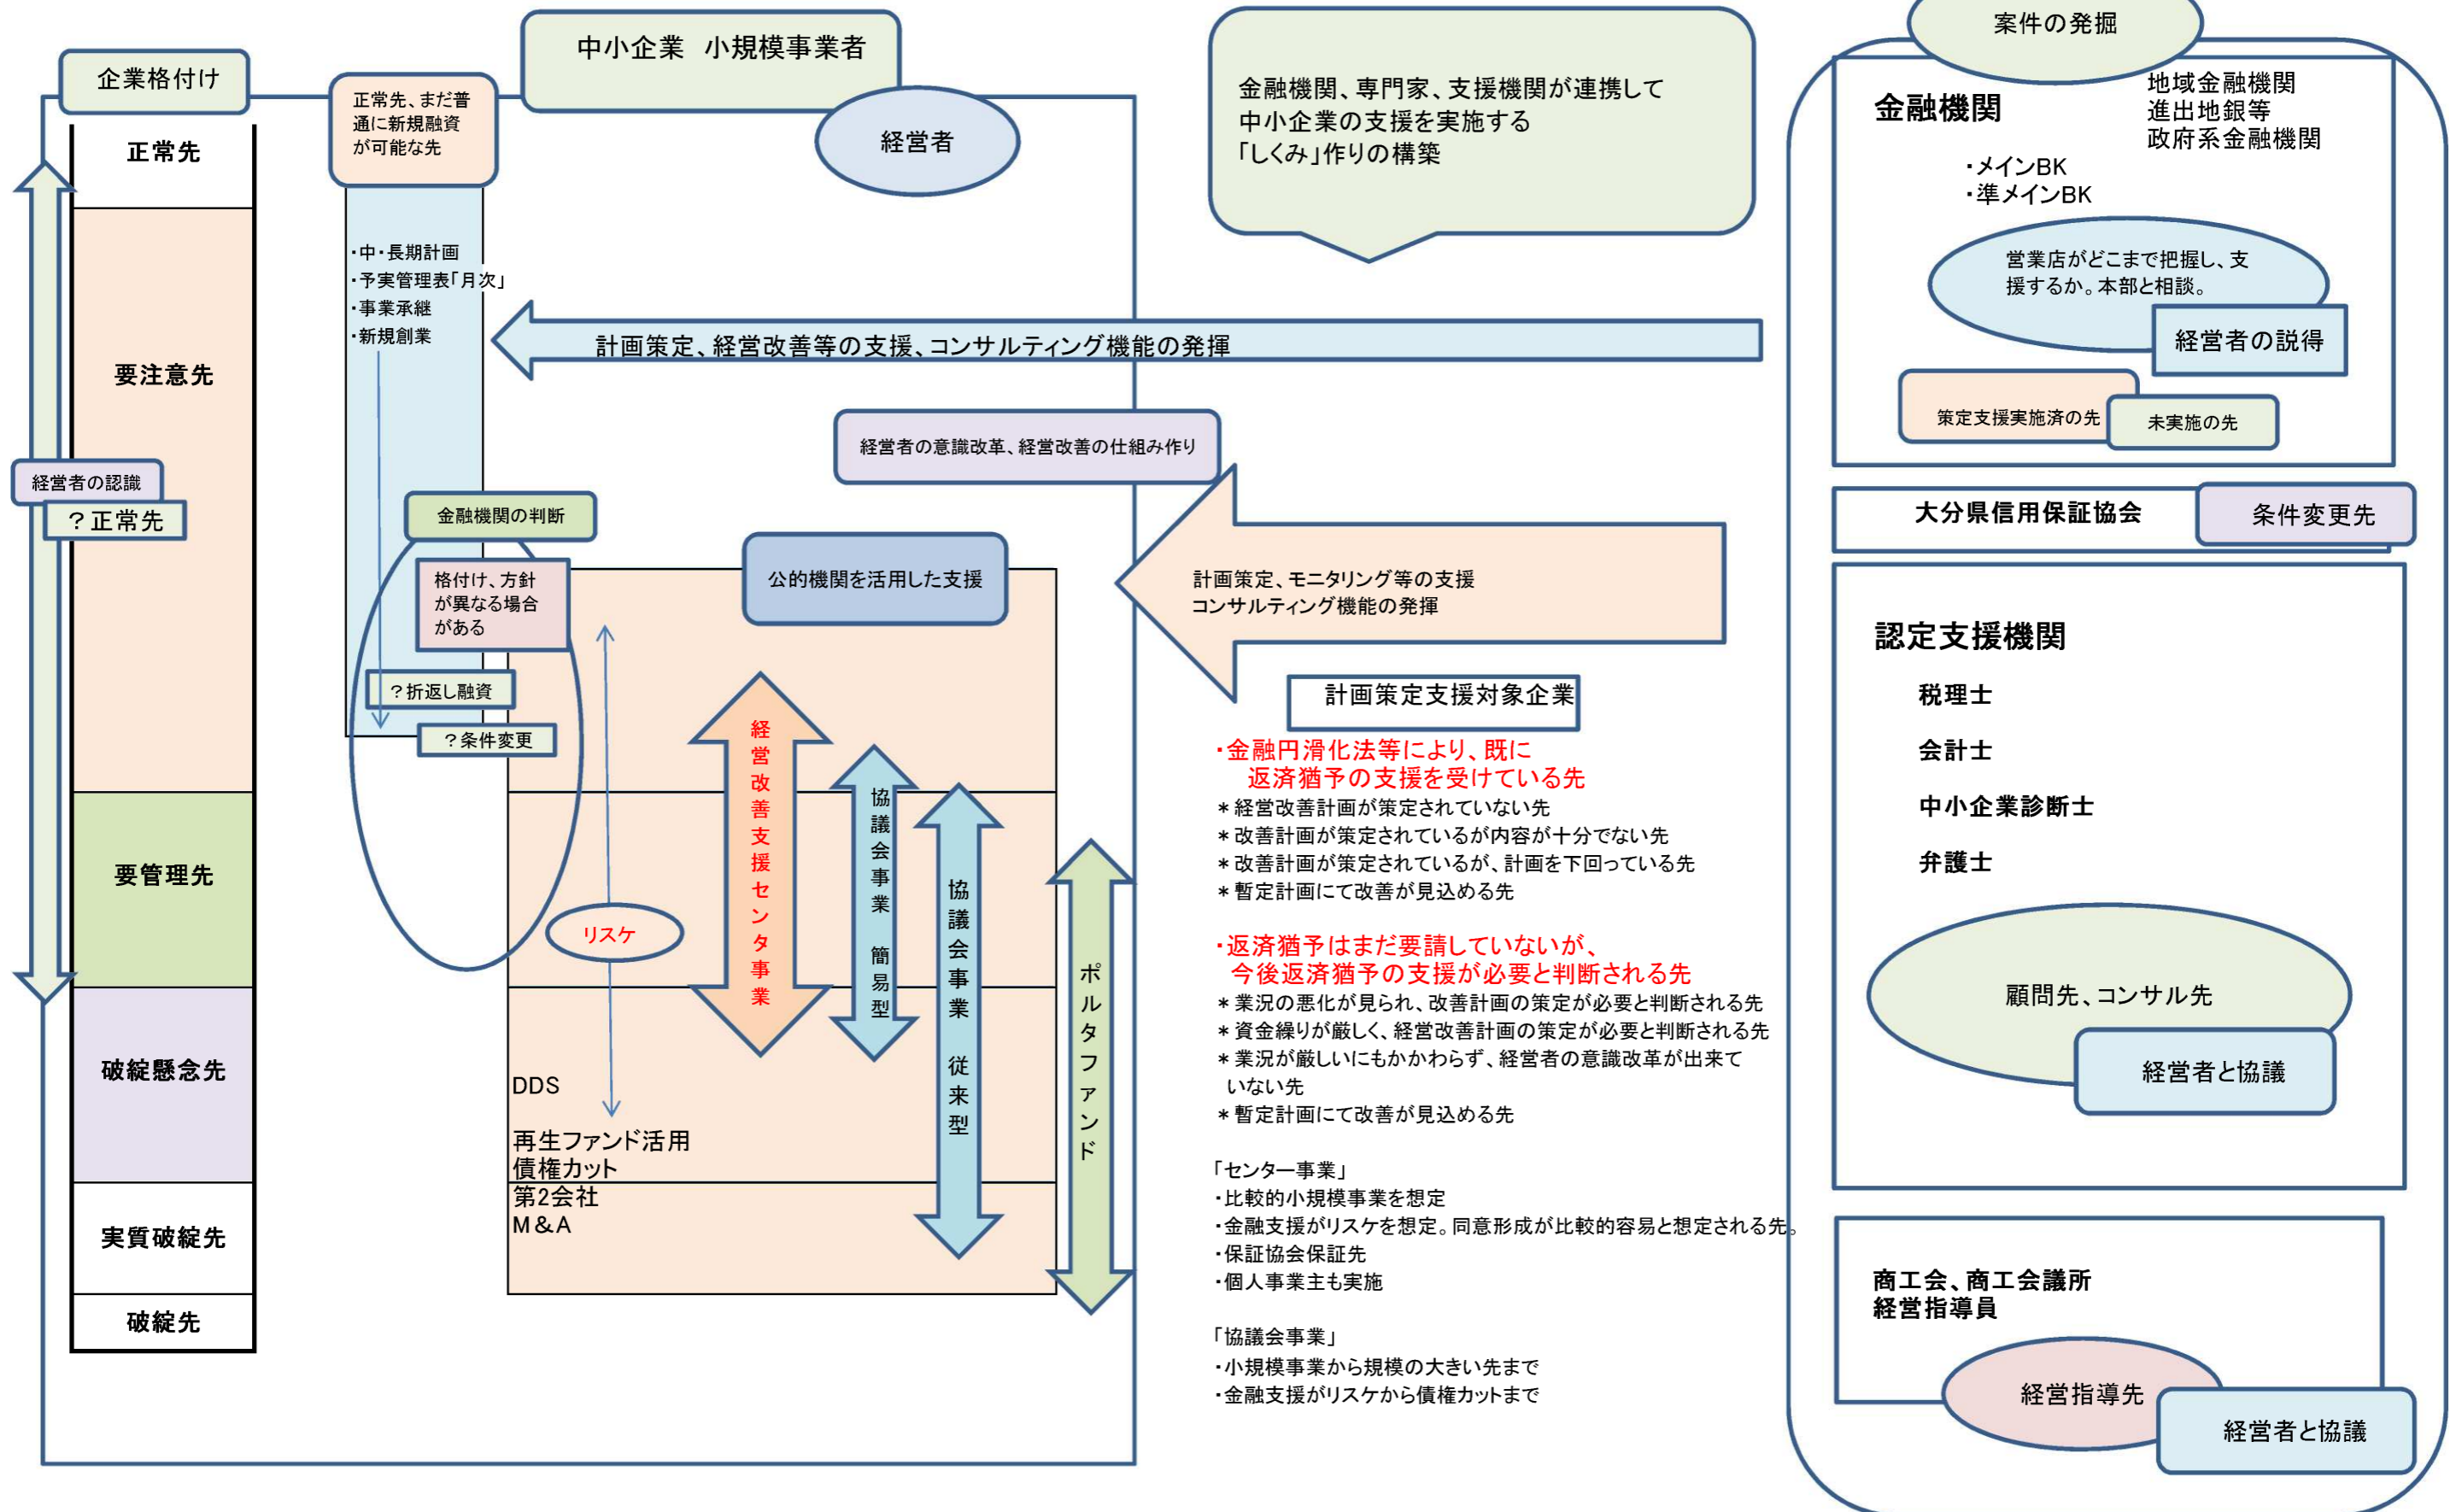 案件の発掘
中小企業　小規模事業者
経営者
企業格付け
正常先
要注意先
要管理先
破綻懸念先
実質破綻先
破綻先
経営者の認識
？正常先
正常先、まだ普
通に新規融資
が可能な先
・中・長期計画
・予実管理表「月次」
・事業承継
・新規創業
金融機関、専門家、支援機関が連携して
中小企業の支援を実施する
「しくみ」作りの構築
計画策定、経営改善等の支援、コンサルティング機能の発揮
経営者の意識改革、経営改善の仕組み作り
金融機関の判断
格付け、方針
が異なる場合
がある
？折返し融資
？条件変更
公的機関を活用した支援
リスケ
経営改善支援センタ事業
協議会事業　簡易型
協議会事業　従来型
ポルタファンド
DDS
再生ファンド活用
債権カット
第2会社
M＆A
計画策定、モニタリング等の支援
コンサルティング機能の発揮
計画策定支援対象企業
・金融円滑化法等により、既に
返済猶予の支援を受けている先
＊経営改善計画が策定されていない先
＊改善計画が策定されているが内容が十分でない先
＊改善計画が策定されているが、計画を下回っている先
＊暫定計画にて改善が見込める先
・返済猶予はまだ要請していないが、
今後返済猶予の支援が必要と判断される先
＊業況の悪化が見られ、改善計画の策定が必要と判断される先
＊資金繰りが厳しく、経営改善計画の策定が必要と判断される先
＊業況が厳しいにもかかわらず、経営者の意識改革が出来て
いない先
＊暫定計画にて改善が見込める先
「センター事業」
・比較的小規模事業を想定
・金融支援がリスケを想定。同意形成が比較的容易と想定される先。
・保証協会保証先
・個人事業主も実施
「協議会事業」
・小規模事業から規模の大きい先まで
・金融支援がリスケから債権カットまで
金融機関
地域金融機関
進出地銀等
政府系金融機関
・メインBK
・準メインBK
営業店がどこまで把握し、支
援するか。本部と相談。
経営者の説得
策定支援実施済の先
未実施の先
大分県信用保証協会
条件変更先
認定支援機関
税理士
会計士
中小企業診断士
弁護士
顧問先、コンサル先
経営者と協議
商工会、商工会議所
経営指導員
経営指導先
経営者と協議